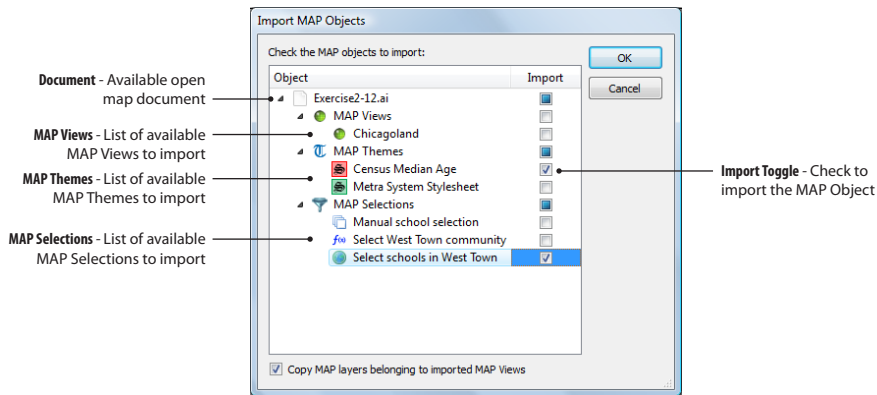 Import MAP Objects
Check the MAP objects to import:
OK
Cancel
Object Import
Exercise2-12.ai
MAP Views
Chicagoland
MAP Themes
Census Median Age
Metra System Stylesheet
MAP Selections
Manual school selection
f(x) Select West Town community
Select schools in West Town
Copy MAP layers belonging to imported MAP Views
Document - Available open
map document
MAP Views - List of available
MAP Views to import
MAP Themes - List of available
MAP Themes to import
MAP Selections - List of available
MAP Selections to import
Import Toggle - Check to
import the MAP Object